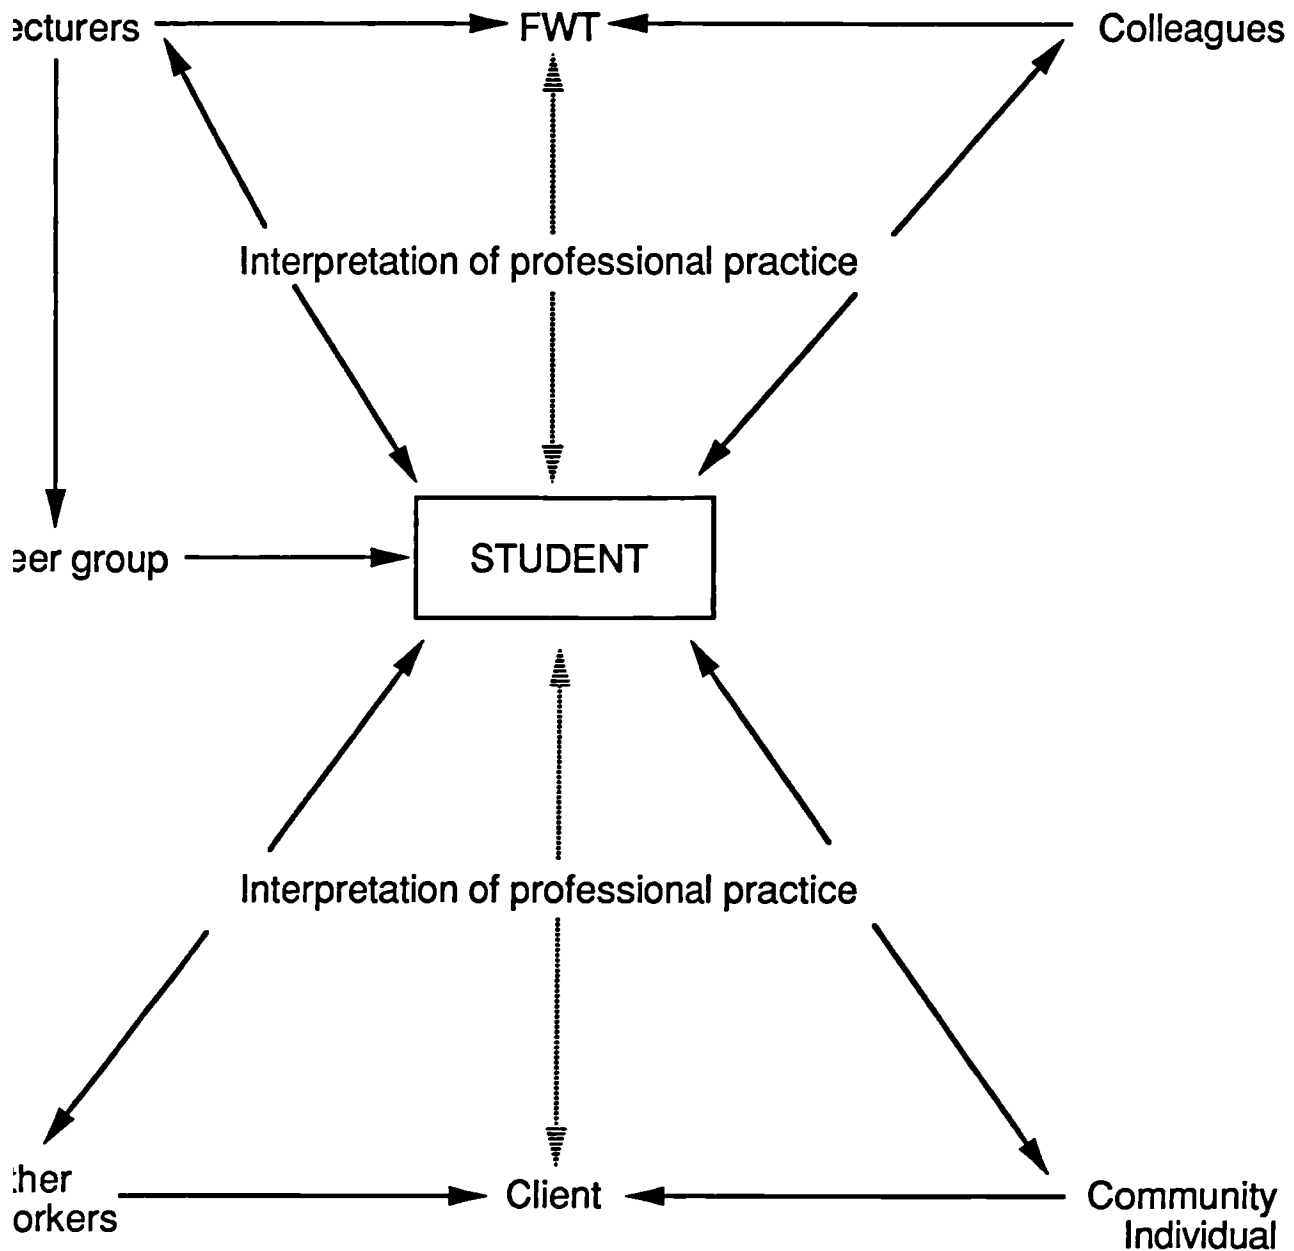 ecturers FWT Colleagues
Interpretation of professional practice
eer group STUDENT
Interpretation of professional practice
ther
orkers Client Community
Individual